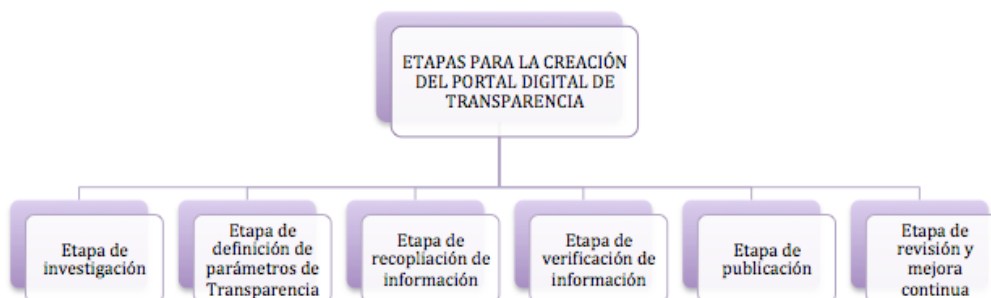 ETAPAS PARA LA CREACIÓN
DEL PORTAL DIGITAL DE
TRANSPARENCIA
Etapa de
investigación
Etapa de
definición de
parámetros de
Transparencia
Etapa de
recopliación de
información
Etapa de
verificación de
información
Etapa de
publicación
Etapa de
revisión y
mejora
continua